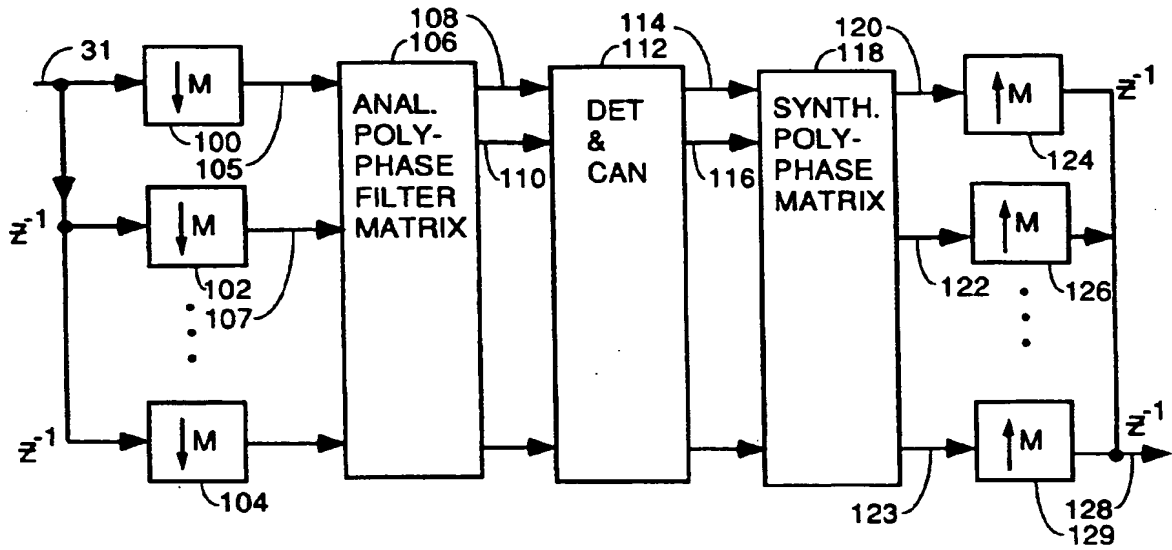 31
↓M
100
105
z̄⁻¹
↓M
102
107
z̄⁻¹
↓M
104
108
106
ANAL.
POLY-
PHASE
FILTER
MATRIX
110
114
112
DET
&
CAN
116
120
118
SYNTH.
POLY-
PHASE
MATRIX
122
123
↑M
124
z̄⁻¹
↑M
126
↑M
z̄⁻¹
128
129